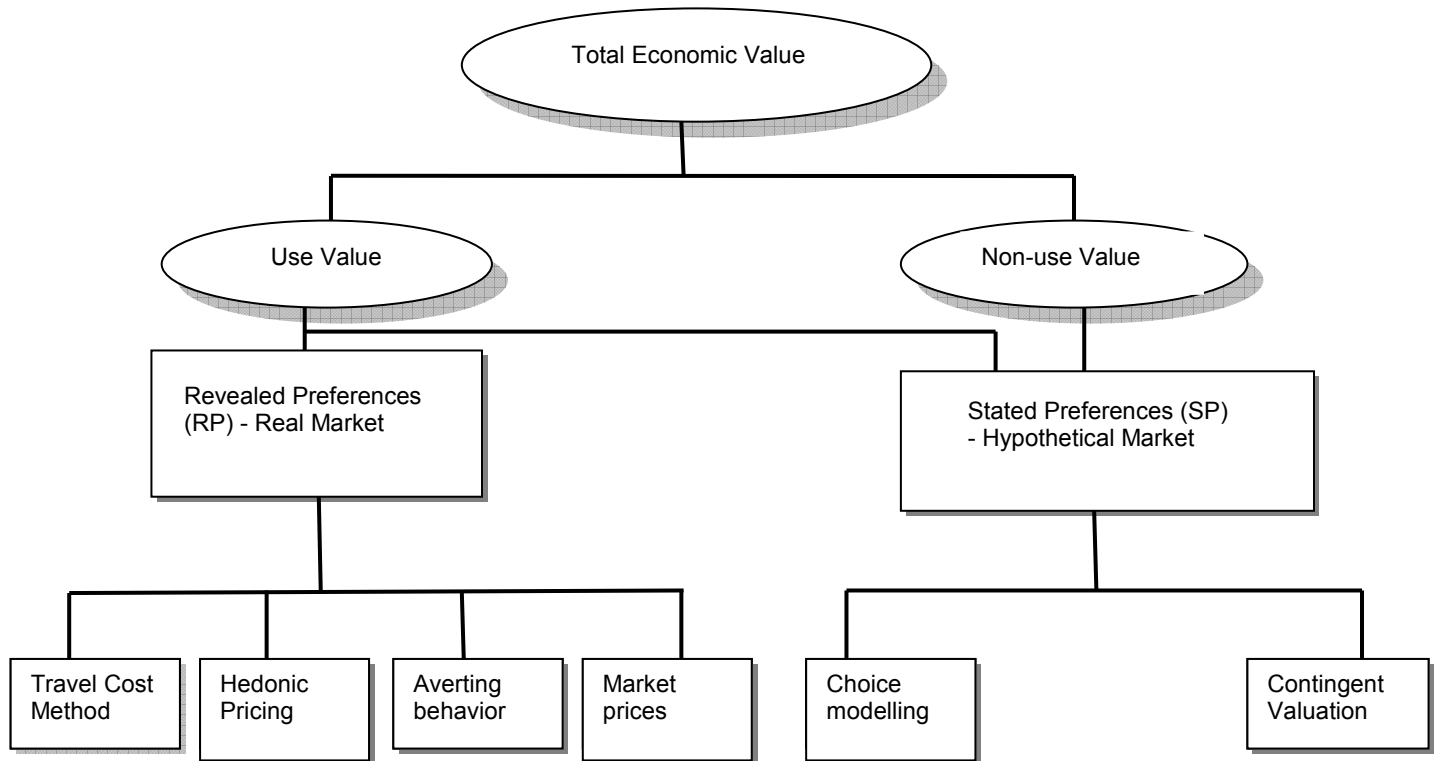 Total Economic Value
Use Value
Non-use Value
Revealed Preferences
(RP) - Real Market
Stated Preferences (SP)
- Hypothetical Market
Travel Cost
Method
Hedonic
Pricing
Averting
behavior
Market
prices
Choice
modelling
Contingent
Valuation